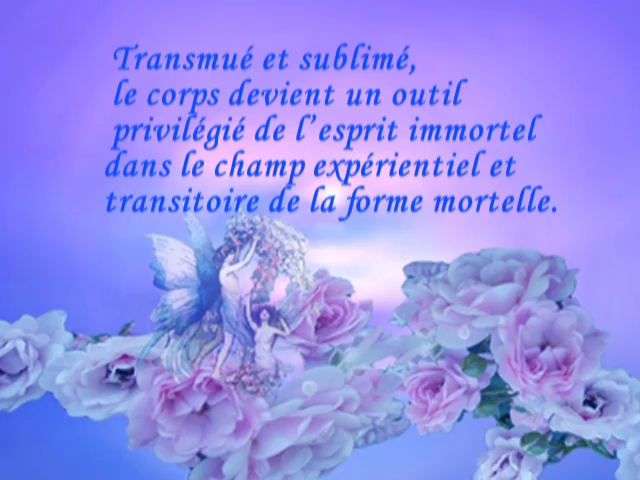 Transmué et sublimé,
le corps devient un outil
privilégié de l’esprit immortel
dans le champ expérientiel et
transitoire de la forme mortelle.